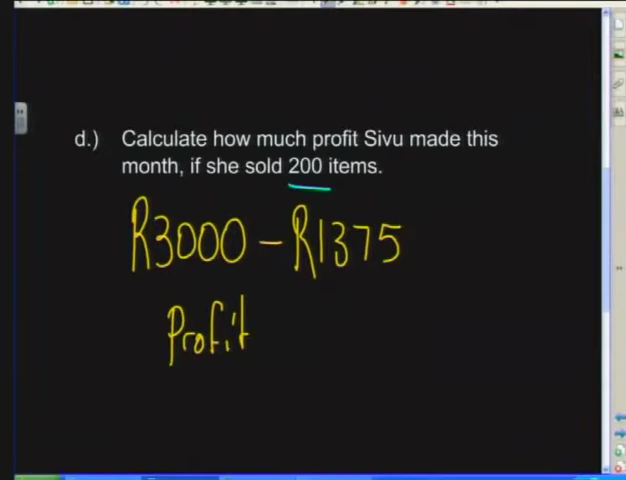 d.) Calculate how much profit Sivu made this
month, if she sold 200 items.
R3000 - R1375
Profit